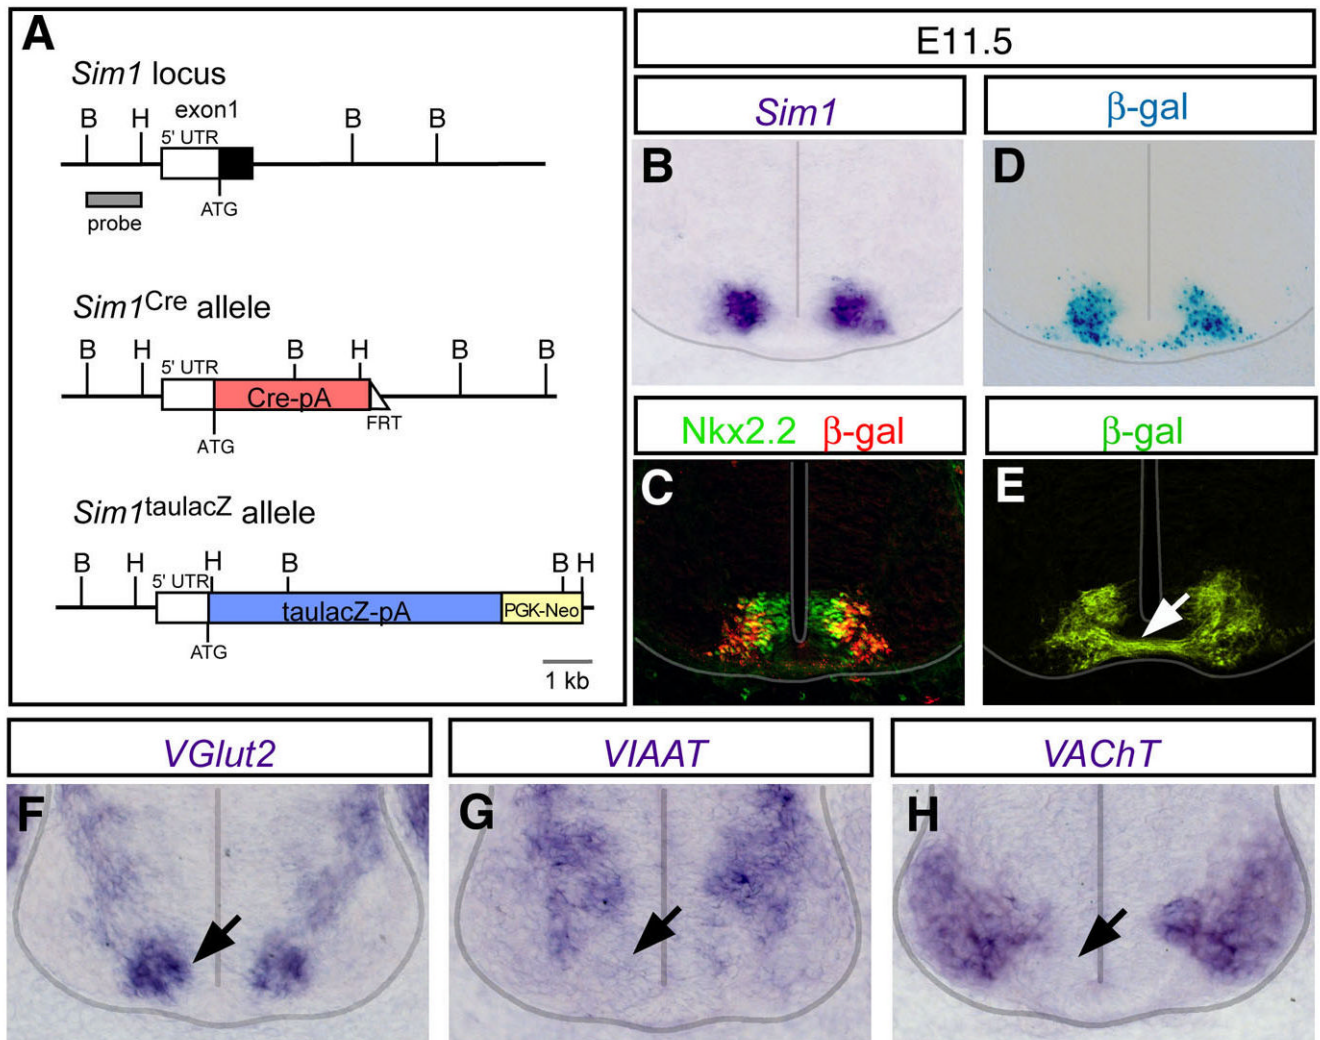 A
Sim1 locus
B H exon1 B B
5' UTR
ATG
probe
Sim1Cre allele
B H 5' UTR B H B B
Cre-pA
FRT
ATG
Sim1taulacZ allele
B H 5' UTR H B B H
taulacZ-pA PGK-Neo
ATG
1 kb
E11.5
Sim1 β-gal
B D
Nkx2.2 β-gal β-gal
C E
VGlut2 VIAAT VAChT
F G H